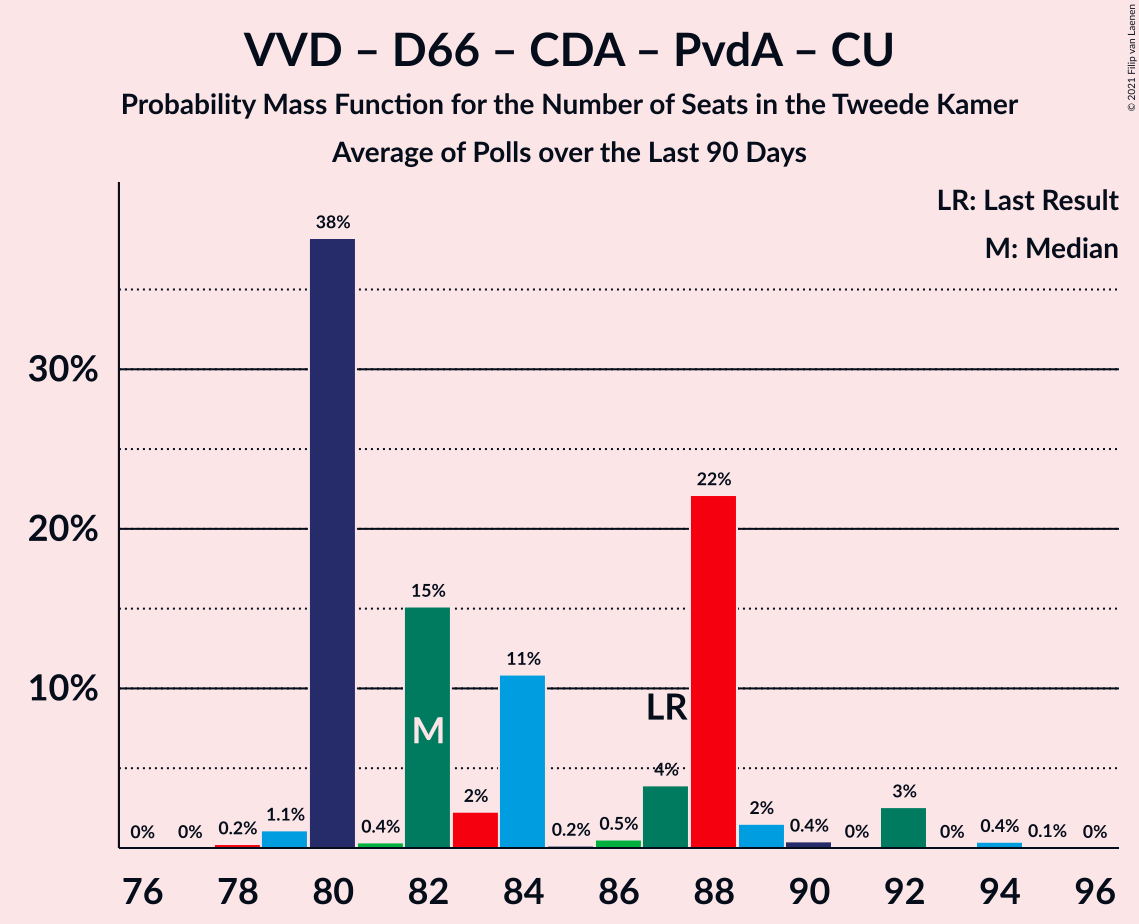 VVD – D66 – CDA – PvdA – CU
Probability Mass Function for the Number of Seats in the Tweede Kamer
Average of Polls over the Last 90 Days
© 2021 Filip van Laenen
LR: Last Result
M: Median
30%
20%
10%
0%
0%
0.2%
1.1%
38%
0.4%
15%
2%
11%
0.2%
0.5%
4%
22%
2%
0.4%
0%
3%
0%
0.4%
0.1%
0%
M
LR
76 78 80 82 84 86 88 90 92 94 96